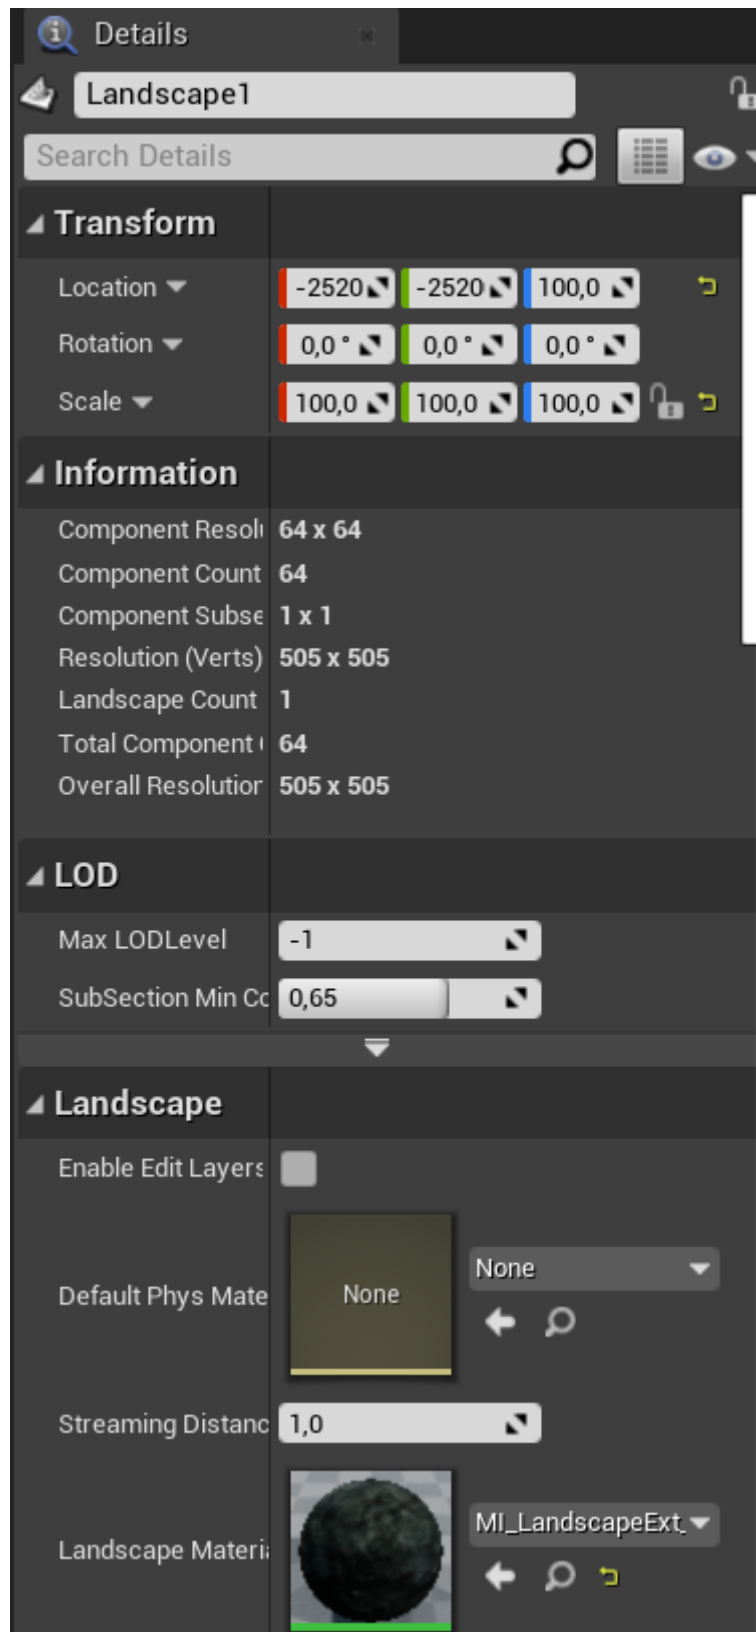 Details
Landscape1
Search Details
Transform
Location -2520 -2520 100,0
Rotation 0,0 ° 0,0 ° 0,0 °
Scale 100,0 100,0 100,0
Information
Component Resolu 64 x 64
Component Count 64
Component Subse 1 x 1
Resolution (Verts) 505 x 505
Landscape Count 1
Total Component 64
Overall Resolution 505 x 505
LOD
Max LODLevel -1
SubSection Min Co 0,65
Landscape
Enable Edit Layers
None
Default Phys Mate None
Streaming Distanc 1,0
MI_LandscapeExt_
Landscape Materia